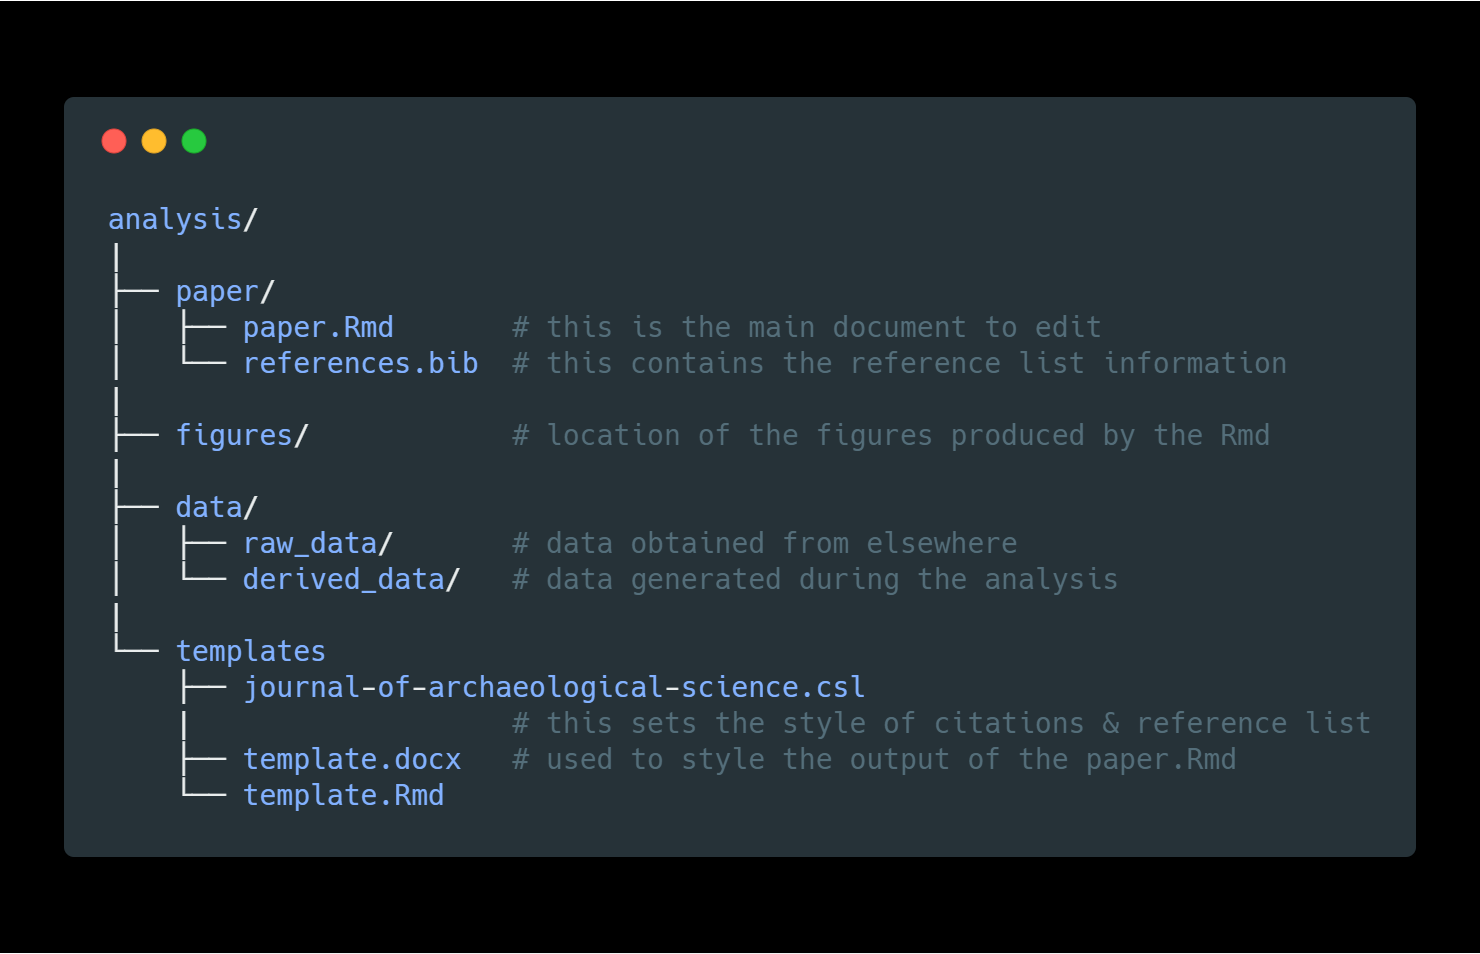 analysis/
│
├── paper/
│   ├── paper.Rmd       # this is the main document to edit
│   └── references.bib  # this contains the reference list information
│
├── figures/            # location of the figures produced by the Rmd
│
├── data/
│   ├── raw_data/       # data obtained from elsewhere
│   └── derived_data/   # data generated during the analysis
│
└── templates
    ├── journal-of-archaeological-science.csl
    |                   # this sets the style of citations & reference list
    ├── template.docx   # used to style the output of the paper.Rmd
    └── template.Rmd